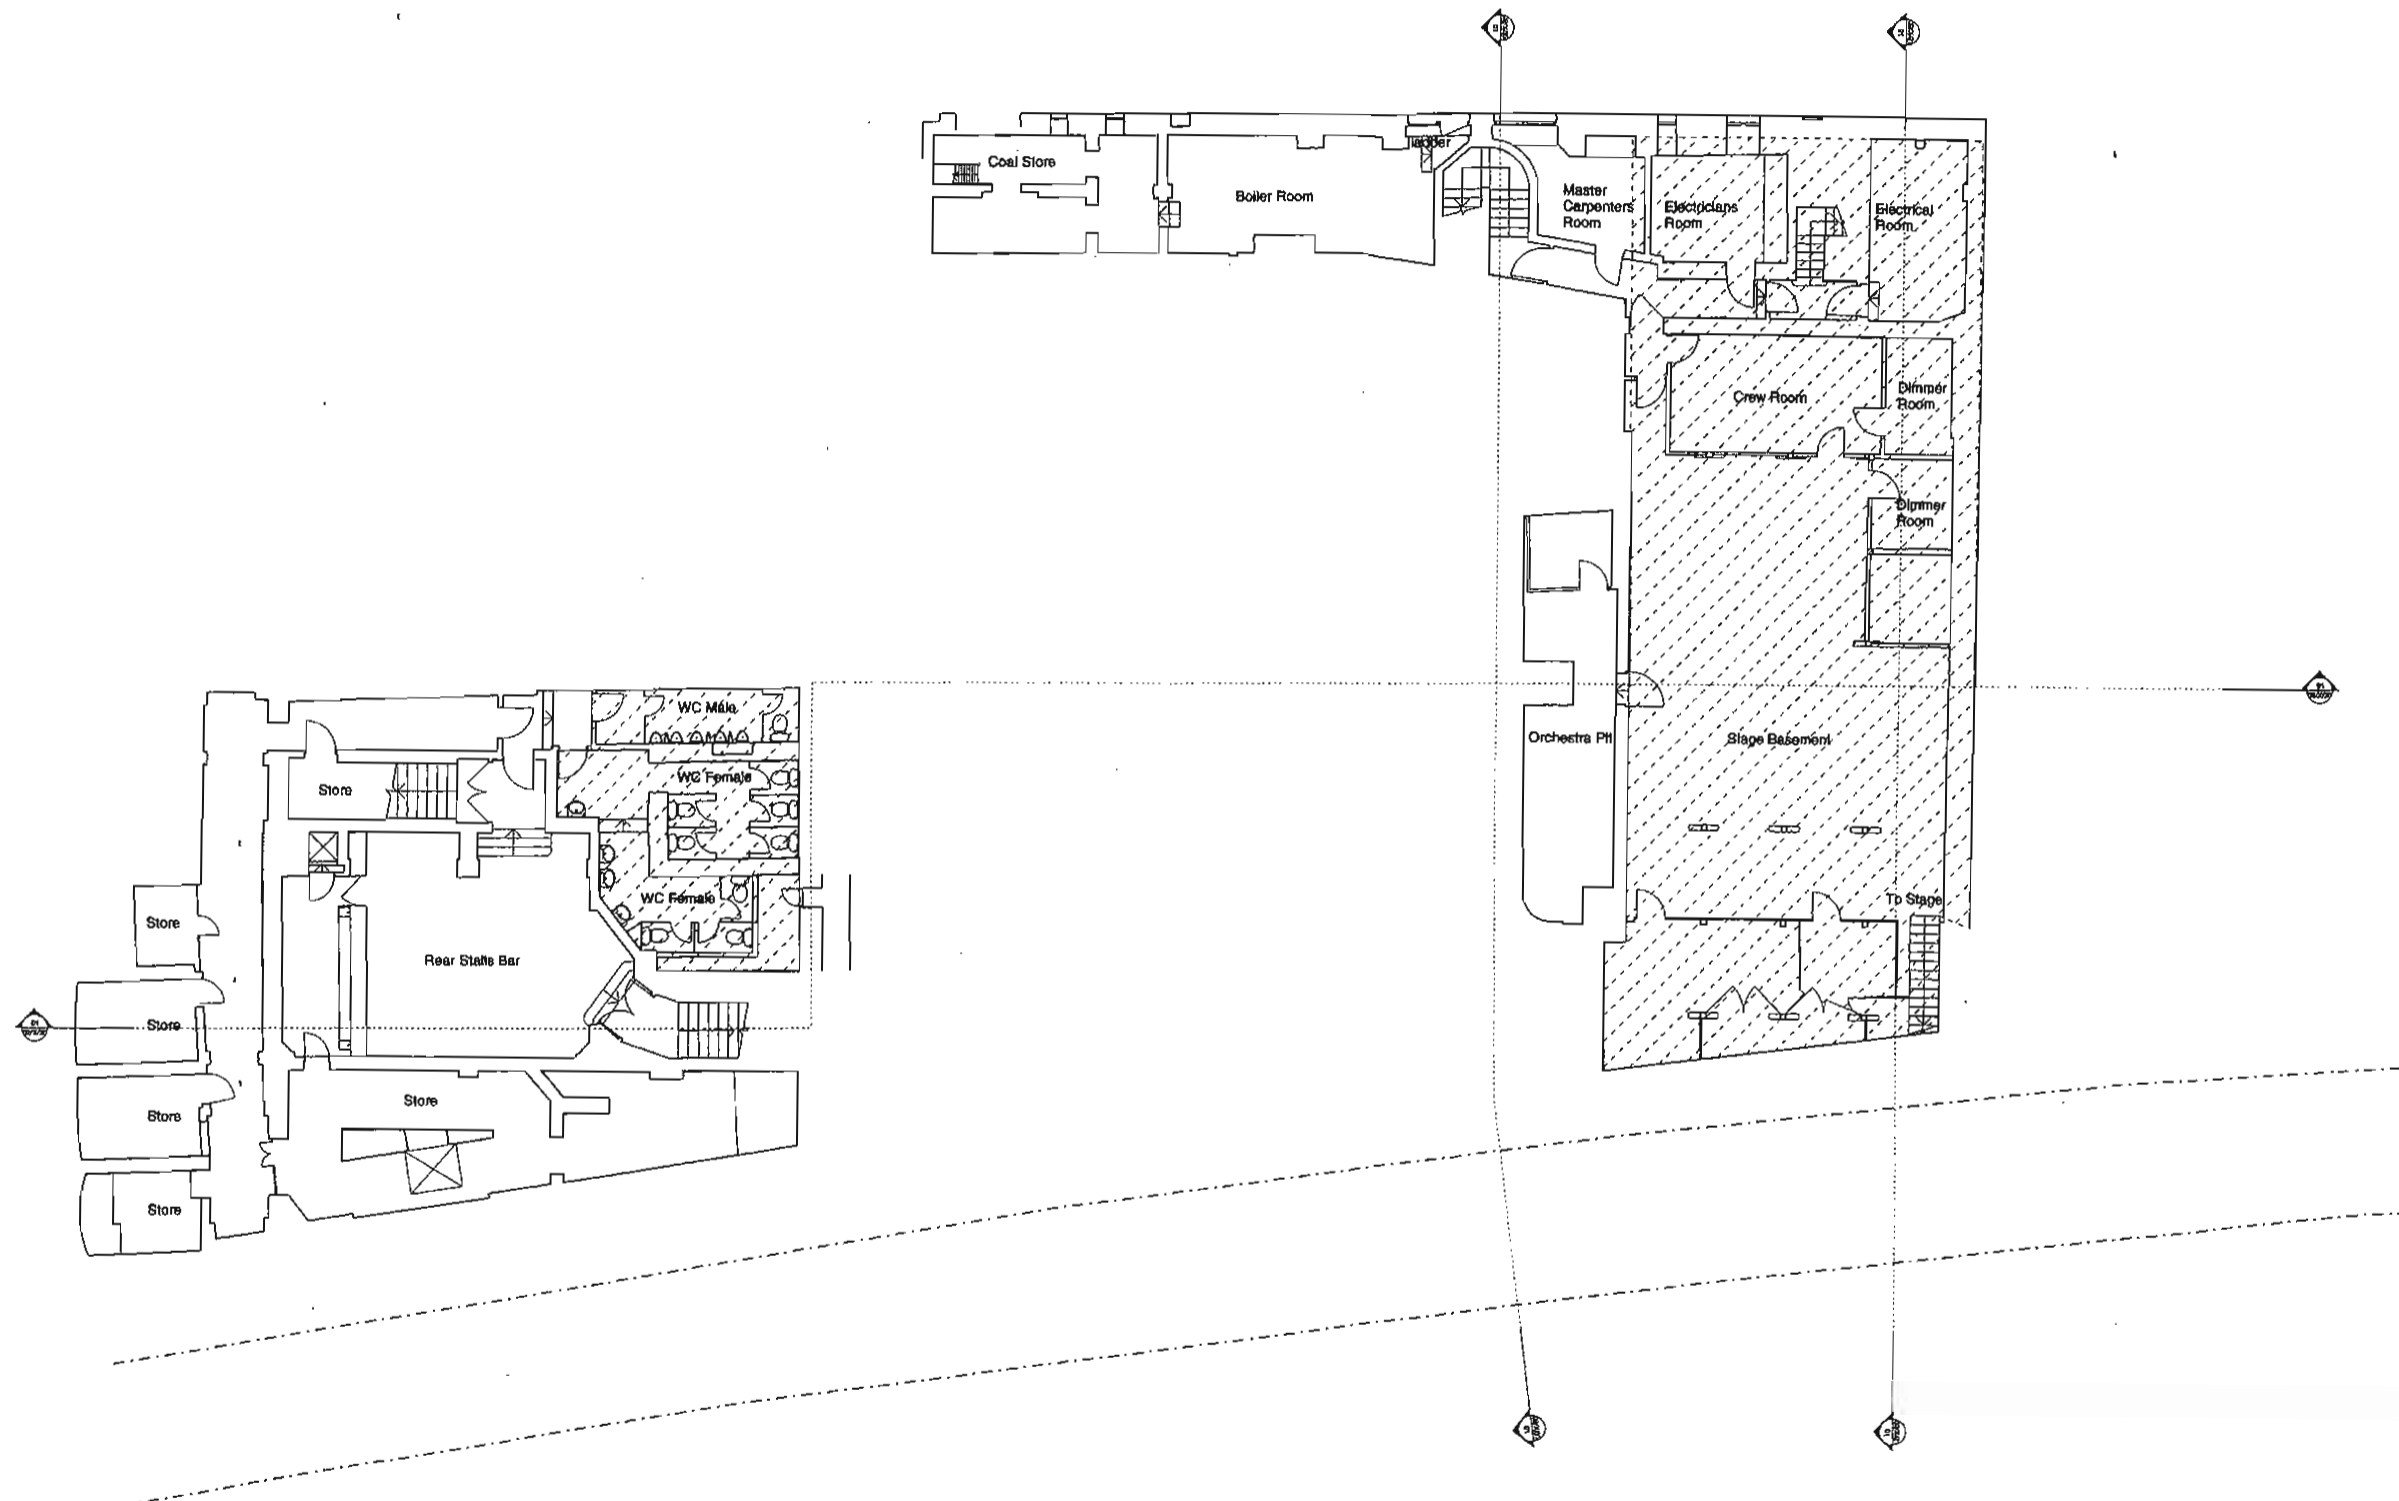 Coal Store
Boiler Room
ladder
Master
Carpenters
Room
Electricians
Room
Electrical
Room
Crew Room
Dimmer
Room
Dimmer
Room
Orchestra Pit
Stage Basement
To Stage
WC Male
WC Female
Store
WC Female
Store
Rear Stalls Bar
Store
Store
Store
Store